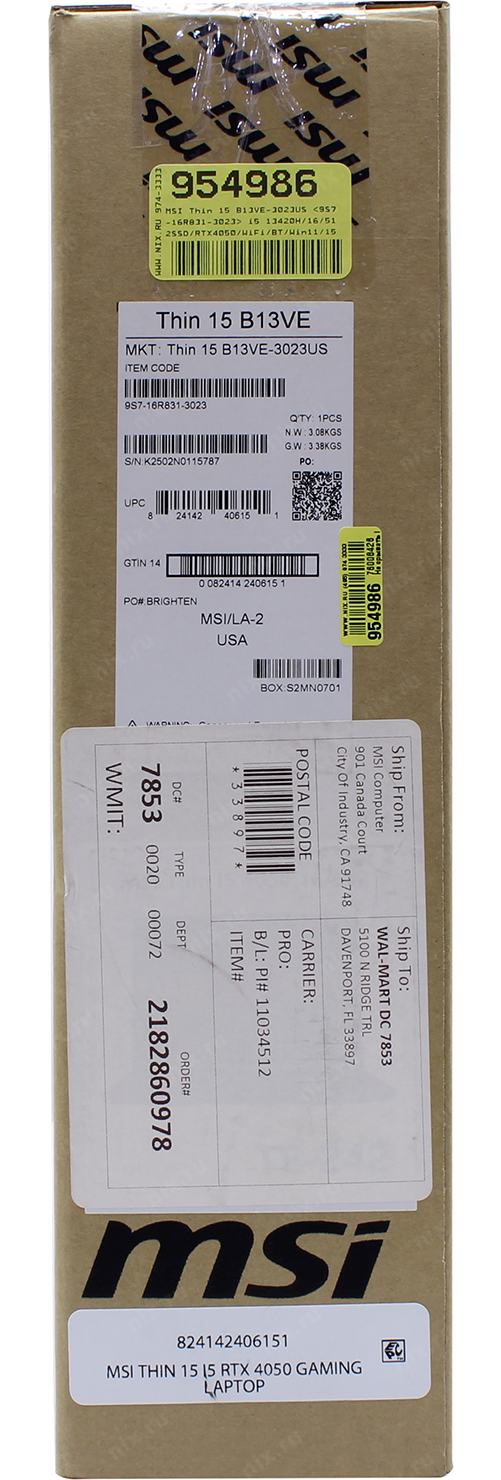 msi
954986
MSI Thin 15 B13VE-3023US <9S7
-16R831-3023> i5 13420H/16/51
2SSD/RTX4050/WiFi/BT/Win11/15
Thin 15 B13VE
MKT: Thin 15 B13VE-3023US
ITEM CODE
9S7-16R831-3023
Q'TY: 1PCS
N.W : 3.08KGS
G.W : 3.38KGS
S/N:K2502N0115787
PO:
UPC
8 24142 40615 1
GTIN 14
0 082414 240615 1
PO#:BRIGHTEN
MSI/LA-2
USA
BOX:S2MN0701
954986
78008428
Ship From:
MSI Computer
901 Canada Court
City Of Industry, CA 91748
Ship To:
WAL-MART DC 7853
5100 N RIDGE TRL
DAVENPORT, FL 33897
POSTAL CODE
*33897*
CARRIER:
PRO:
B/L: PI# 11034512
ITEM#
DC# TYPE DEPT ORDER#
7853 0020 00072 2182860978
WMIT:
msi
824142406151
MSI THIN 15 I5 RTX 4050 GAMING
LAPTOP